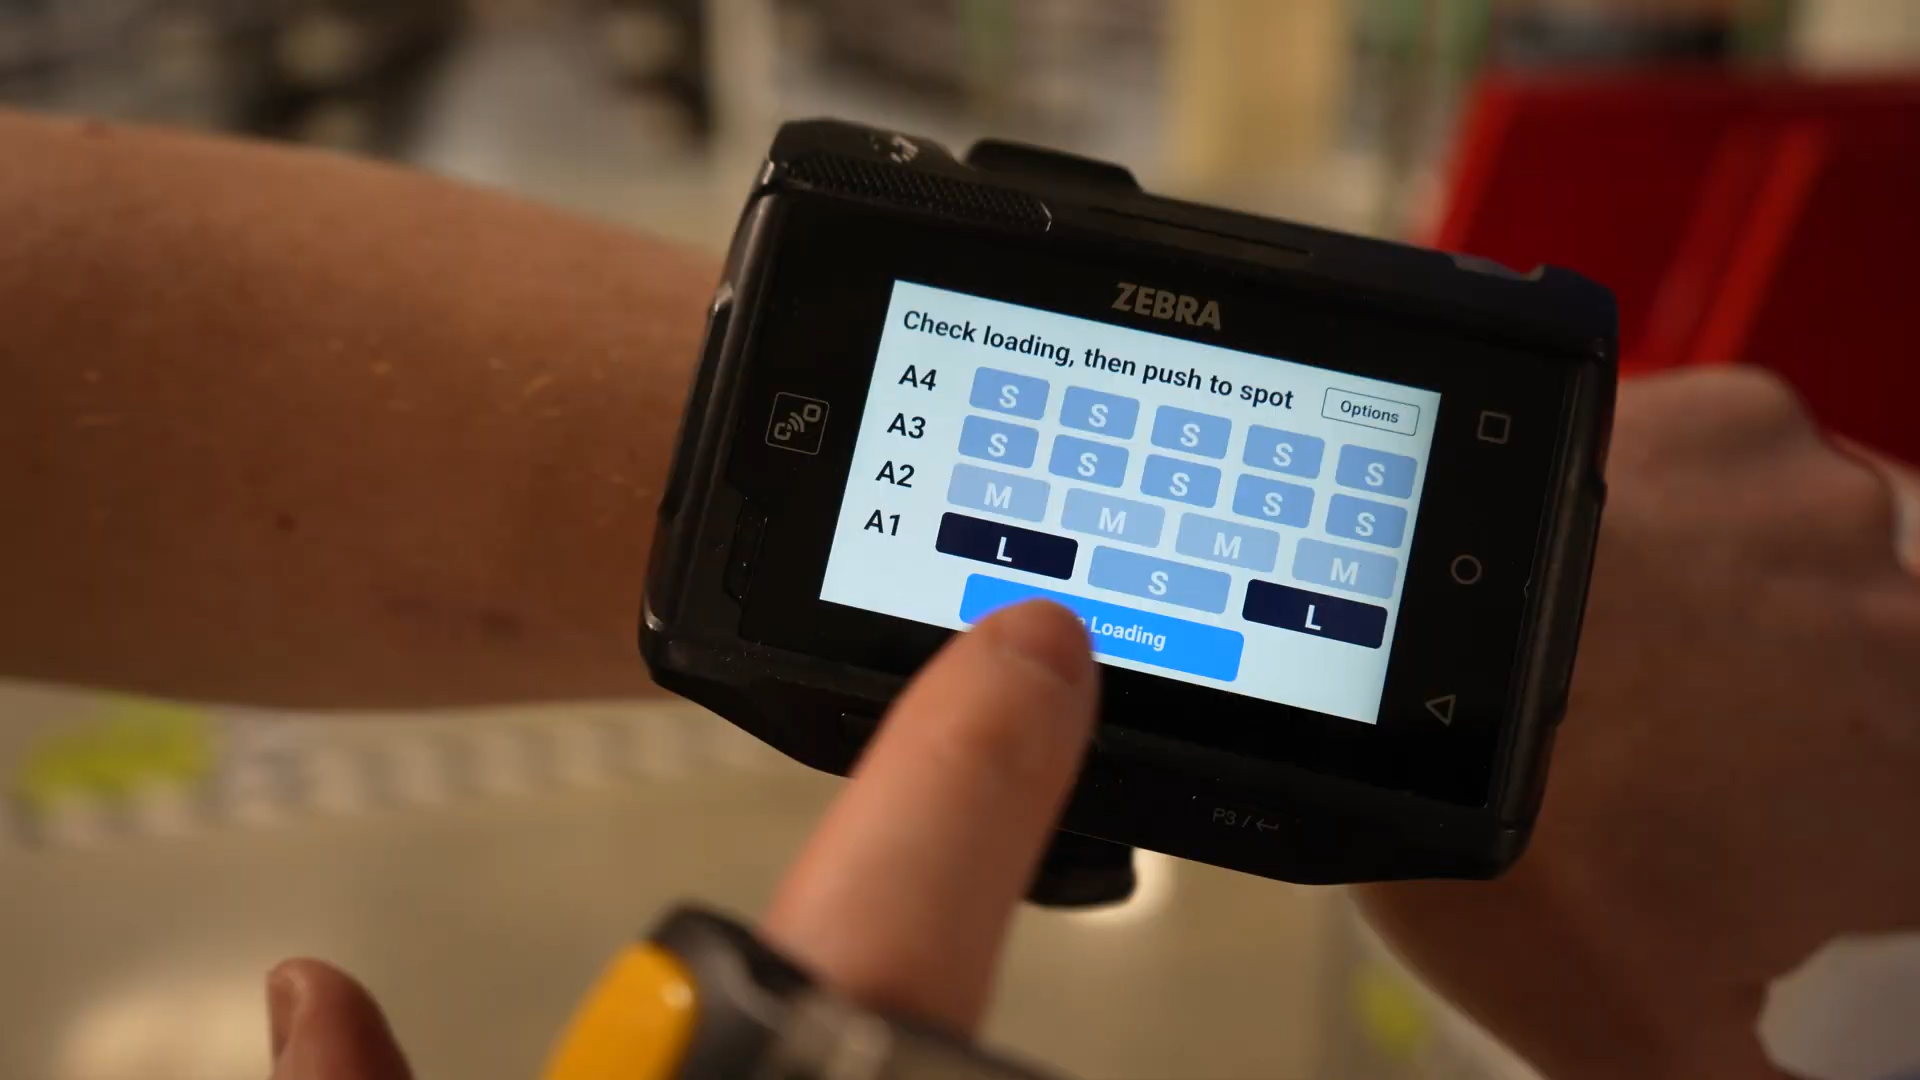 ZEBRA
Check loading, then push to spot
Options
A4 S S S S S
A3 S S S S S
A2 M M M M
A1 L S L
Loading
P3 /